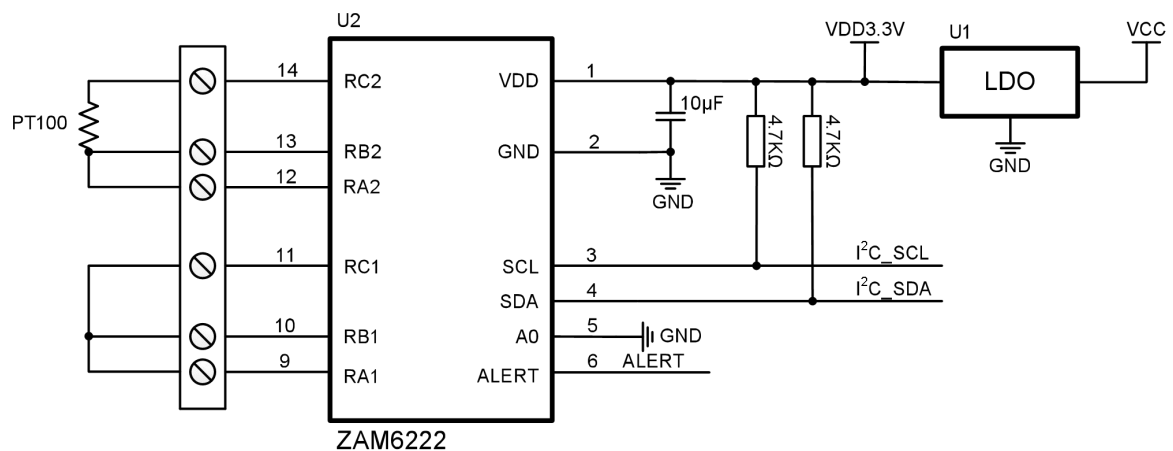 U2
VDD3.3V
U1
VCC
14
RC2
VDD
1
LDO
PT100
10μF
4.7KΩ
4.7KΩ
13
RB2
GND
2
GND
12
RA2
GND
11
RC1
SCL
3
I²C_SCL
SDA
4
I²C_SDA
10
RB1
A0
5
GND
9
RA1
ALERT
6
ALERT
ZAM6222